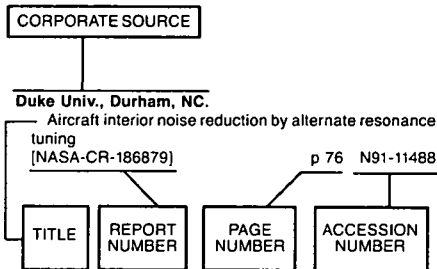 CORPORATE SOURCE
Duke Univ., Durham, NC.
Aircraft interior noise reduction by alternate resonance
tuning
[NASA-CR-186879] p 76 N91-11488
TITLE REPORT NUMBER PAGE NUMBER ACCESSION NUMBER